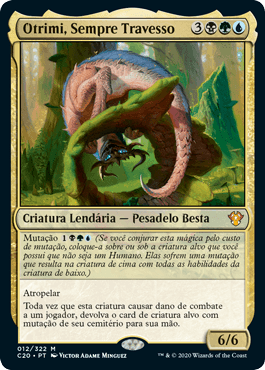 Otrimi, Sempre Travesso 3
Criatura Lendária — Pesadelo Besta
Mutação 1 (Se você conjurar esta mágica pelo custo
de mutação, coloque-a sobre ou sob a criatura alvo que você
possui que não seja um Humano. Elas sofrem uma mutação
que resulta na criatura de cima com todas as habilidades da
criatura de baixo.)
Atropelar
Toda vez que esta criatura causar dano de combate
a um jogador, devolva o card de criatura alvo com
mutação de seu cemitério para sua mão.
6/6
012/322 M
C20 • PT VICTOR ADAME MINGUEZ
™ & © 2020 Wizards of the Coast